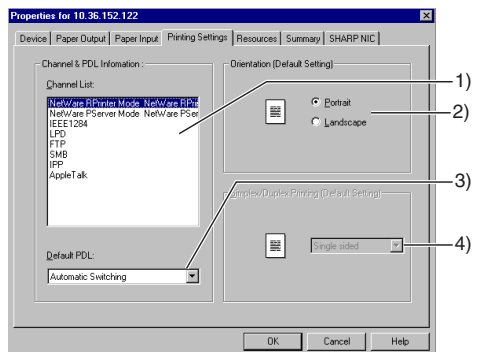 Properties for 10.36.152.122
Device Paper Output Paper Input Printing Settings Resources Summary SHARP NIC
Channel & PDL Infomation :
Channel List:
NetWare RPrinter Mode NetWare RPrin
NetWare PServer Mode NetWare PSer
IEEE1284
LPD
FTP
SMB
IPP
AppleTalk
Default PDL:
Automatic Switching
Orientation (Default Setting)
Portrait
Landscape
Simplex/Duplex Printing (Default Setting)
Single sided
1)
2)
3)
4)
OK Cancel Help